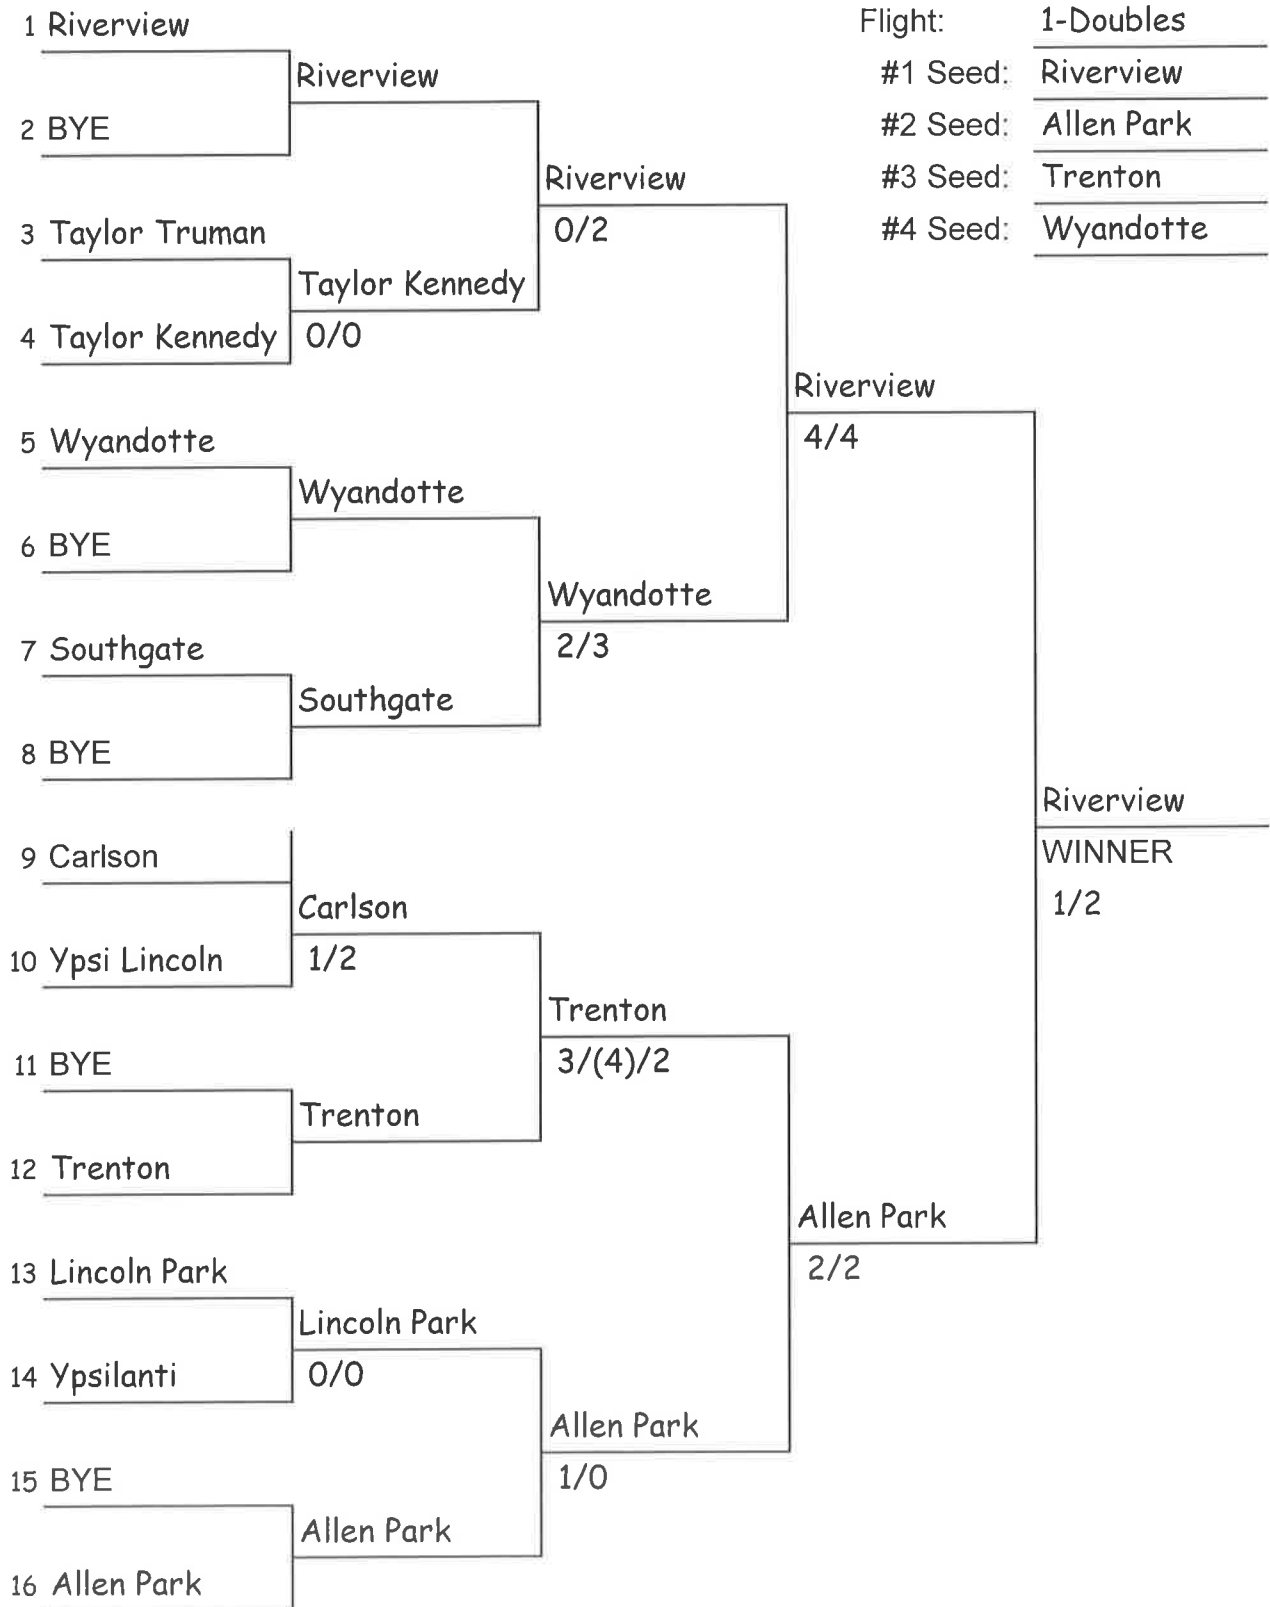 Flight: 1-Doubles
#1 Seed: Riverview
#2 Seed: Allen Park
#3 Seed: Trenton
#4 Seed: Wyandotte
1 Riverview
Riverview
2 BYE
Riverview
0/2
3 Taylor Truman
Taylor Kennedy
0/0
4 Taylor Kennedy
Riverview
4/4
5 Wyandotte
Wyandotte
6 BYE
Wyandotte
2/3
7 Southgate
Southgate
8 BYE
Riverview
WINNER
1/2
9 Carlson
Carlson
1/2
10 Ypsi Lincoln
Trenton
3/(4)/2
11 BYE
Trenton
12 Trenton
Allen Park
2/2
13 Lincoln Park
Lincoln Park
0/0
14 Ypsilanti
Allen Park
1/0
15 BYE
Allen Park
16 Allen Park